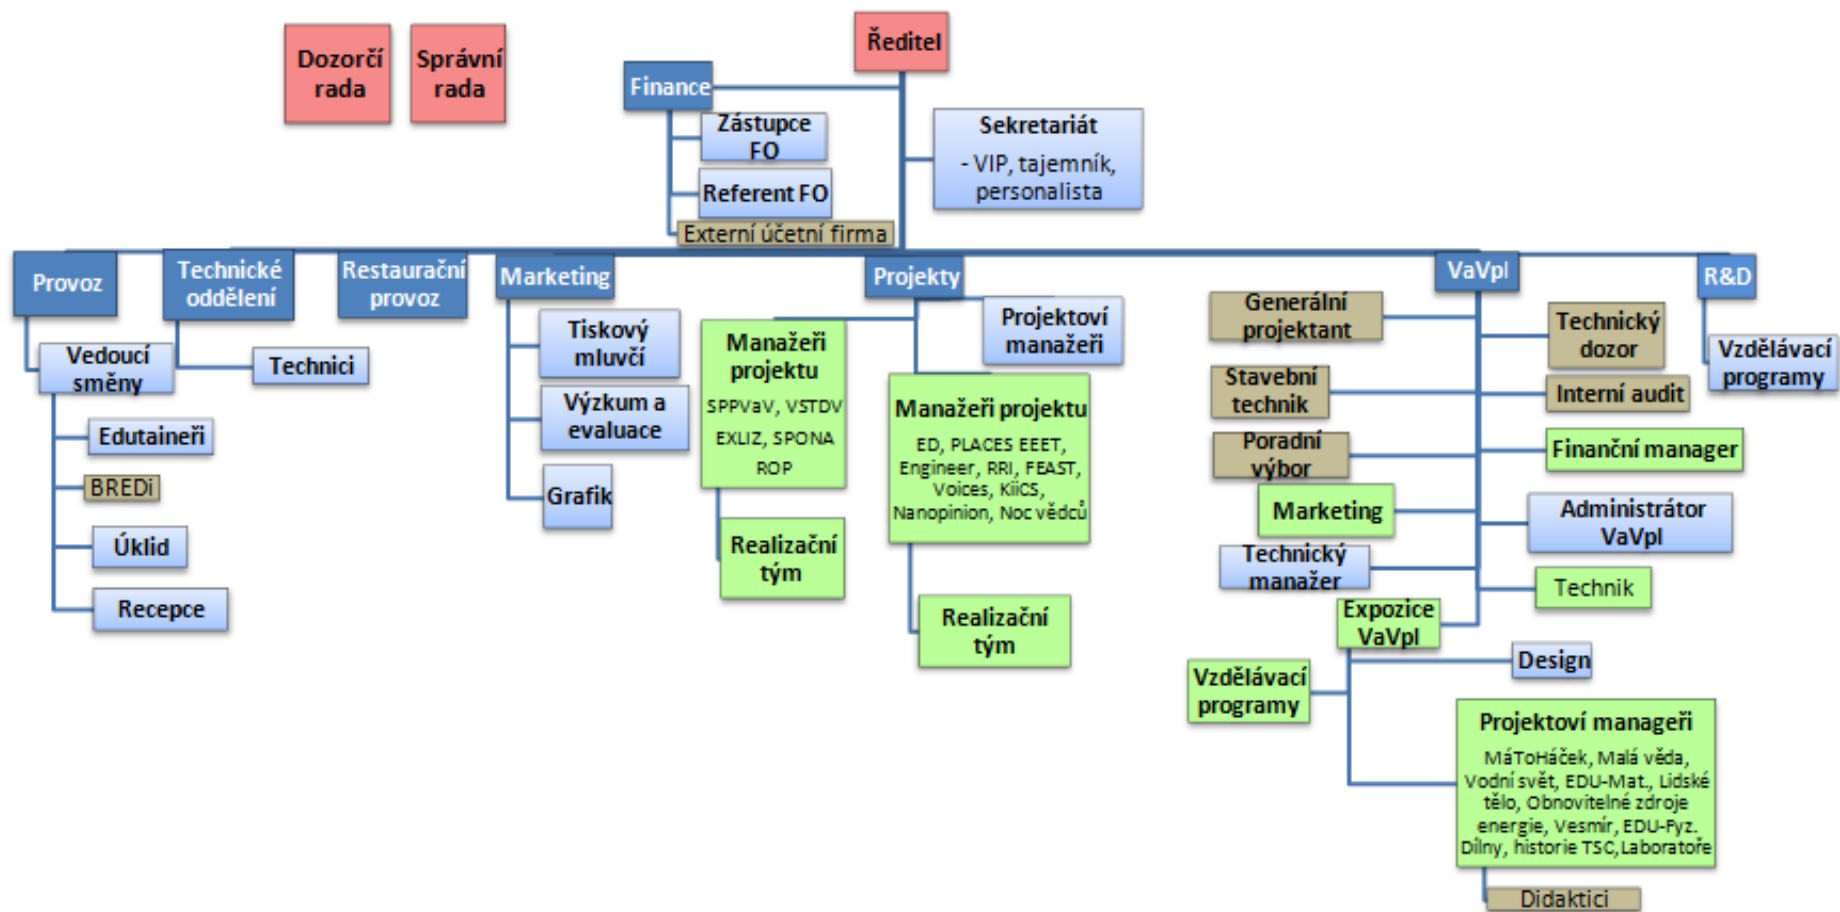 Dozorčí
rada
Správní
rada
Ředitel
Finance
Zástupce
FO
Referent FO
Externí účetní firma
Sekretariát
- VIP, tajemník,
personalista
Provoz
Vedoucí
směny
Edutaineři
BREDi
Úklid
Recepce
Technické
oddělení
Technici
Restaurační
provoz
Marketing
Tiskový
mluvčí
Výzkum a
evaluace
Grafik
Projekty
Projektoví
manažeři
Manažeři
projektu
SPPVaV, VSTDV
EXLIZ, SPONA
ROP
Realizační
tým
Manažeři projektu
ED, PLACES EEET,
Engineer, RRI, FEAST,
Voices, KiiCS,
Nanopinion, Noc vědců
Realizační
tým
VaVpI
Generální
projektant
Technický
dozor
Stavební
technik
Interní audit
Poradní
výbor
Finanční manager
Marketing
Administrátor
VaVpI
Technický
manažer
Technik
Expozice
VaVpI
Design
Vzdělávací
programy
Projektoví manageři
MáToHáček, Malá věda,
Vodní svět, EDU-Mat., Lidské
tělo, Obnovitelné zdroje
energie, Vesmír, EDU-Fyz.
Dílny, historie TSC,Laboratoře
Didaktici
R&D
Vzdělávací
programy